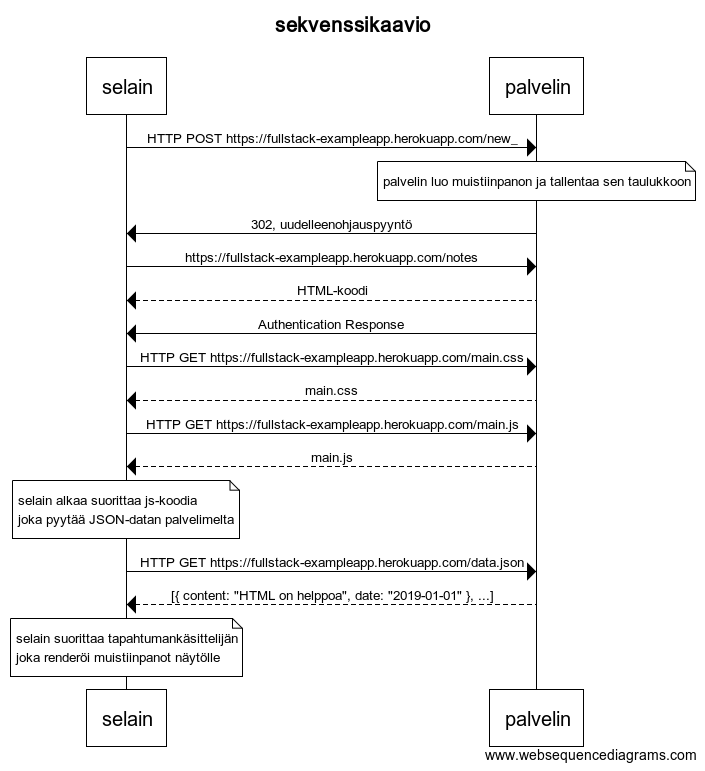 sekvenssikaavio
selain
palvelin
HTTP POST https://fullstack-exampleapp.herokuapp.com/new_
palvelin luo muistiinpanon ja tallentaa sen taulukkoon
302, uudelleenohjauspyyntö
https://fullstack-exampleapp.herokuapp.com/notes
HTML-koodi
Authentication Response
HTTP GET https://fullstack-exampleapp.herokuapp.com/main.css
main.css
HTTP GET https://fullstack-exampleapp.herokuapp.com/main.js
main.js
selain alkaa suorittaa js-koodia
joka pyytää JSON-datan palvelimelta
HTTP GET https://fullstack-exampleapp.herokuapp.com/data.json
[{ content: "HTML on helppoa", date: "2019-01-01" }, ...]
selain suorittaa tapahtumankäsittelijän
joka renderöi muistiinpanot näytölle
selain
palvelin
www.websequencediagrams.com